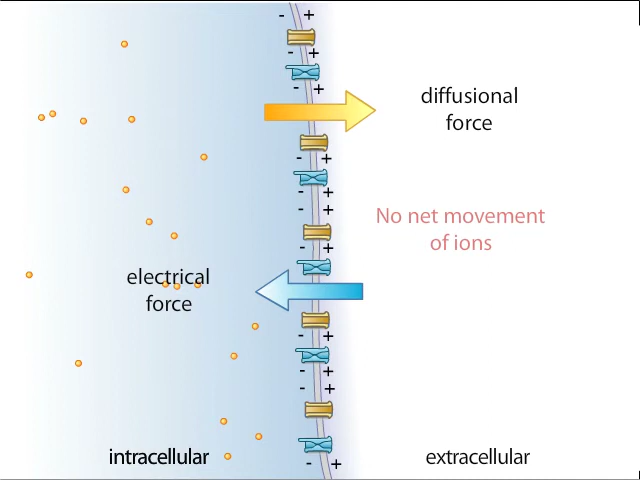 diffusional
force
No net movement
of ions
electrical
force
intracellular
extracellular